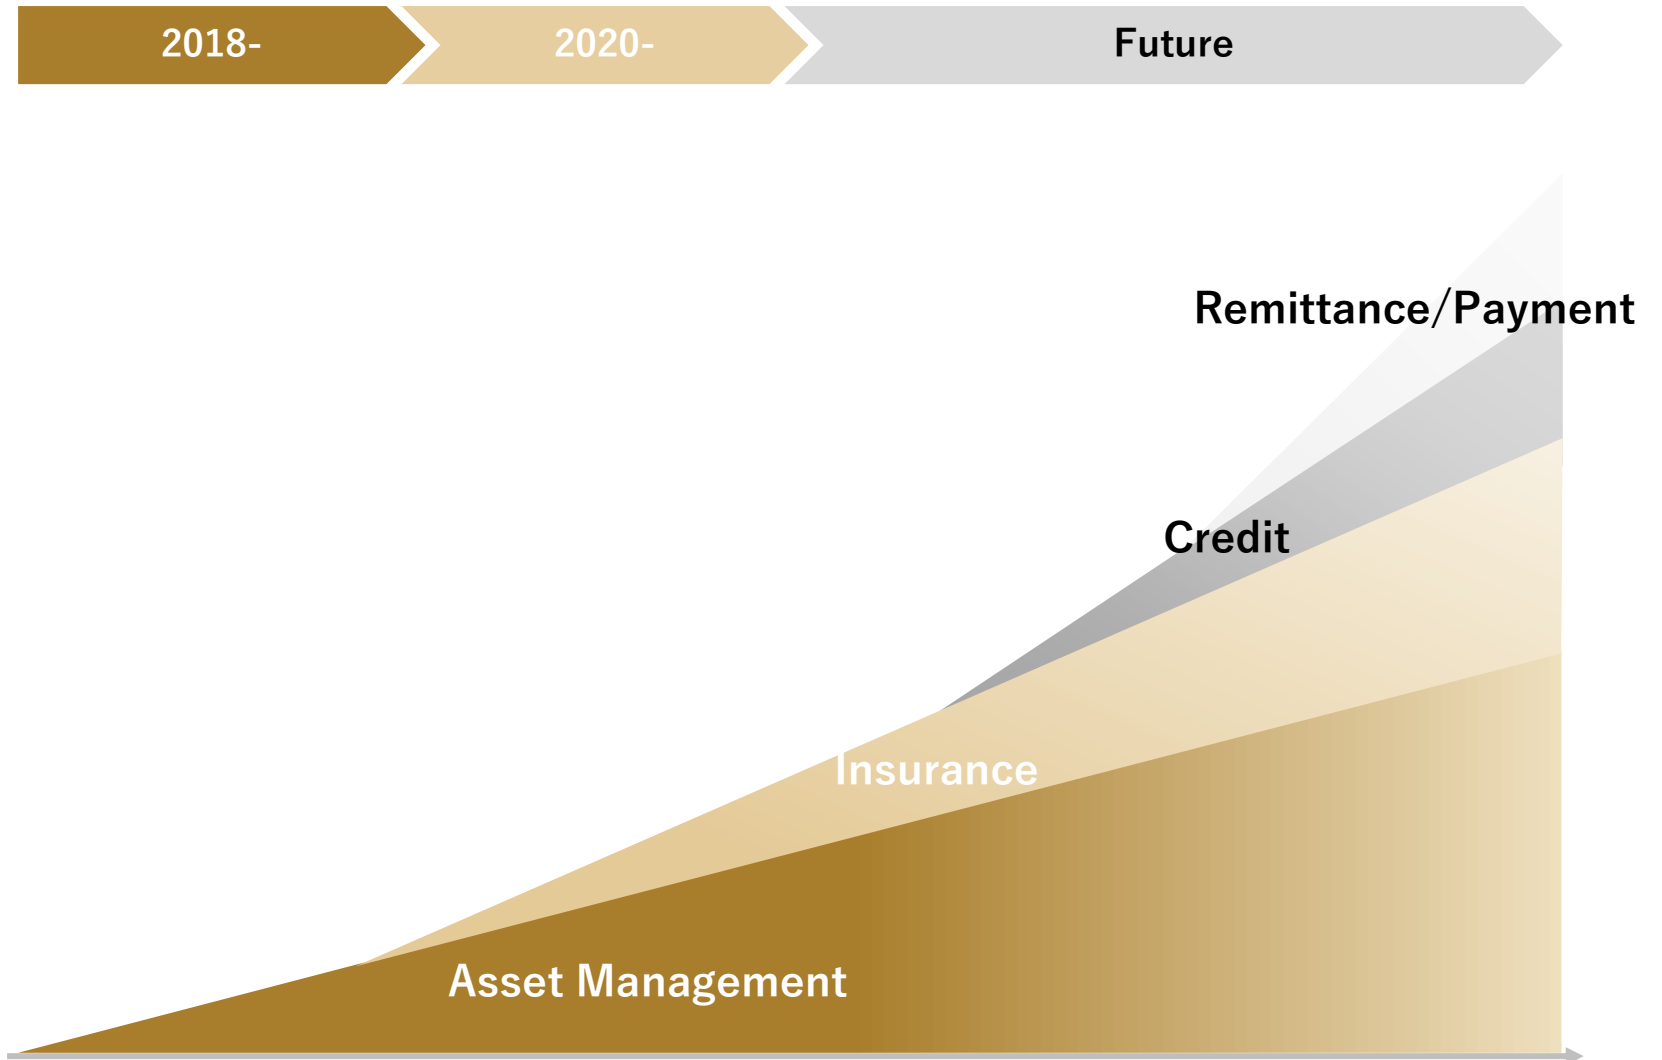 2018-
2020-
Future
Remittance/Payment
Credit
Insurance
Asset Management